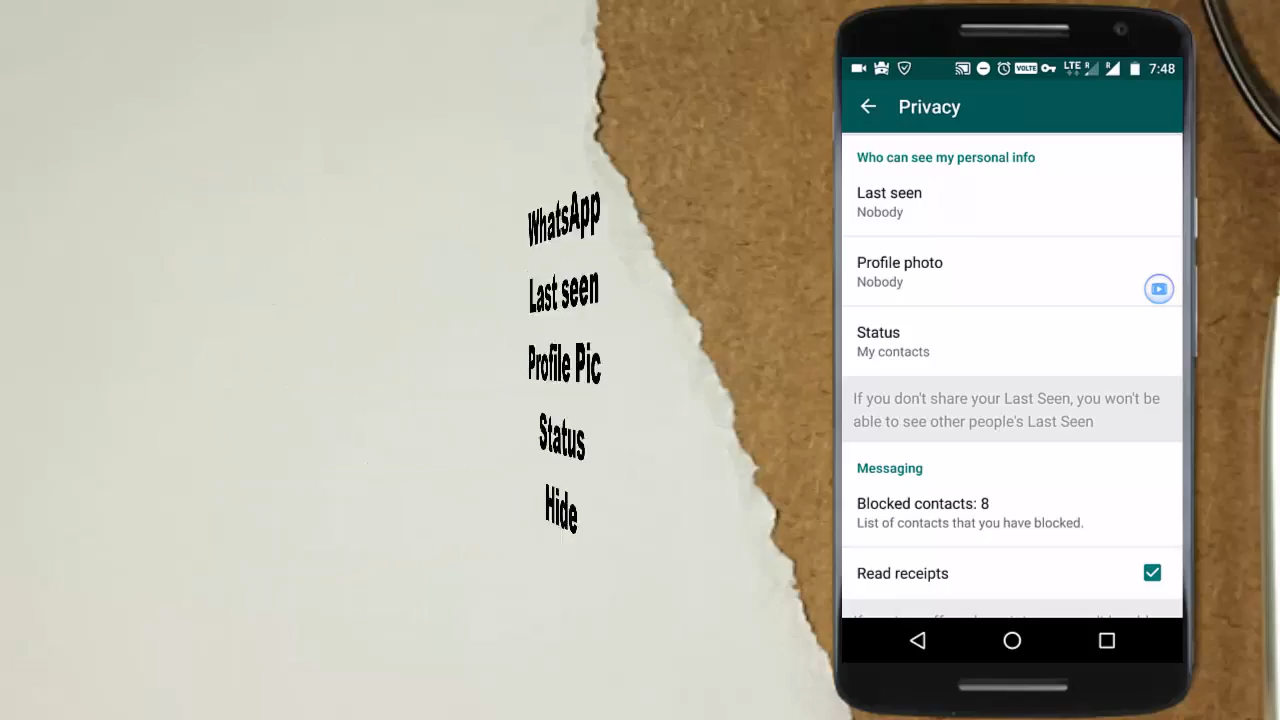 WhatsApp
Last seen
Profile Pic
Status
Hide
VOLTE LTE R R 7:48
Privacy
Who can see my personal info
Last seen
Nobody
Profile photo
Nobody
Status
My contacts
If you don't share your Last Seen, you won't be
able to see other people's Last Seen
Messaging
Blocked contacts: 8
List of contacts that you have blocked.
Read receipts